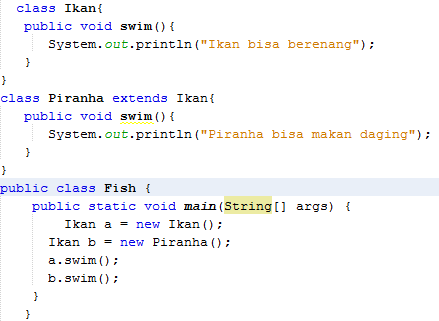 class Ikan{
public void swim(){
System.out.println("Ikan bisa berenang");
}
}
class Piranha extends Ikan{
public void swim(){
System.out.println("Piranha bisa makan daging");
}
}
public class Fish {
public static void main(String[] args) {
Ikan a = new Ikan();
Ikan b = new Piranha();
a.swim();
b.swim();
}
}